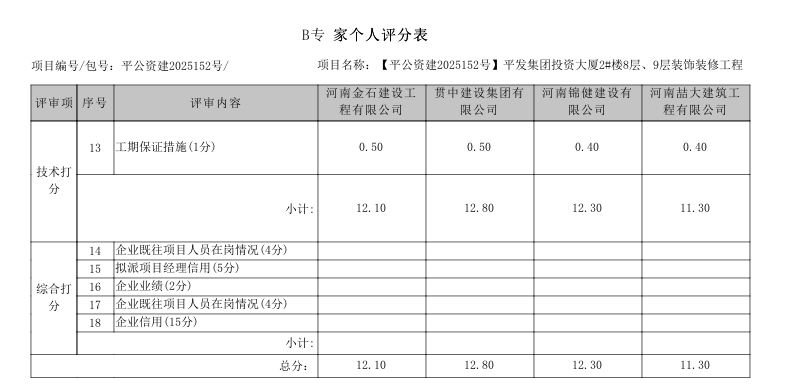 B专 家个人评分表
项目编号/包号: 平公资建2025152号/ 项目名称: 【平公资建2025152号】平发集团投资大厦2#楼8层、9层装饰装修工程
评审项 序号 评审内容 河南金石建设工程有限公司 贯中建设集团有限公司 河南锦健建设有限公司 河南喆大建筑工程有限公司
技术打分 13 工期保证措施(1分) 0.50 0.50 0.40 0.40
小计: 12.10 12.80 12.30 11.30
综合打分 14 企业既往项目人员在岗情况(4分)
15 拟派项目经理信用(5分)
16 企业业绩(2分)
17 企业既往项目人员在岗情况(4分)
18 企业信用(15分)
小计:
总分: 12.10 12.80 12.30 11.30